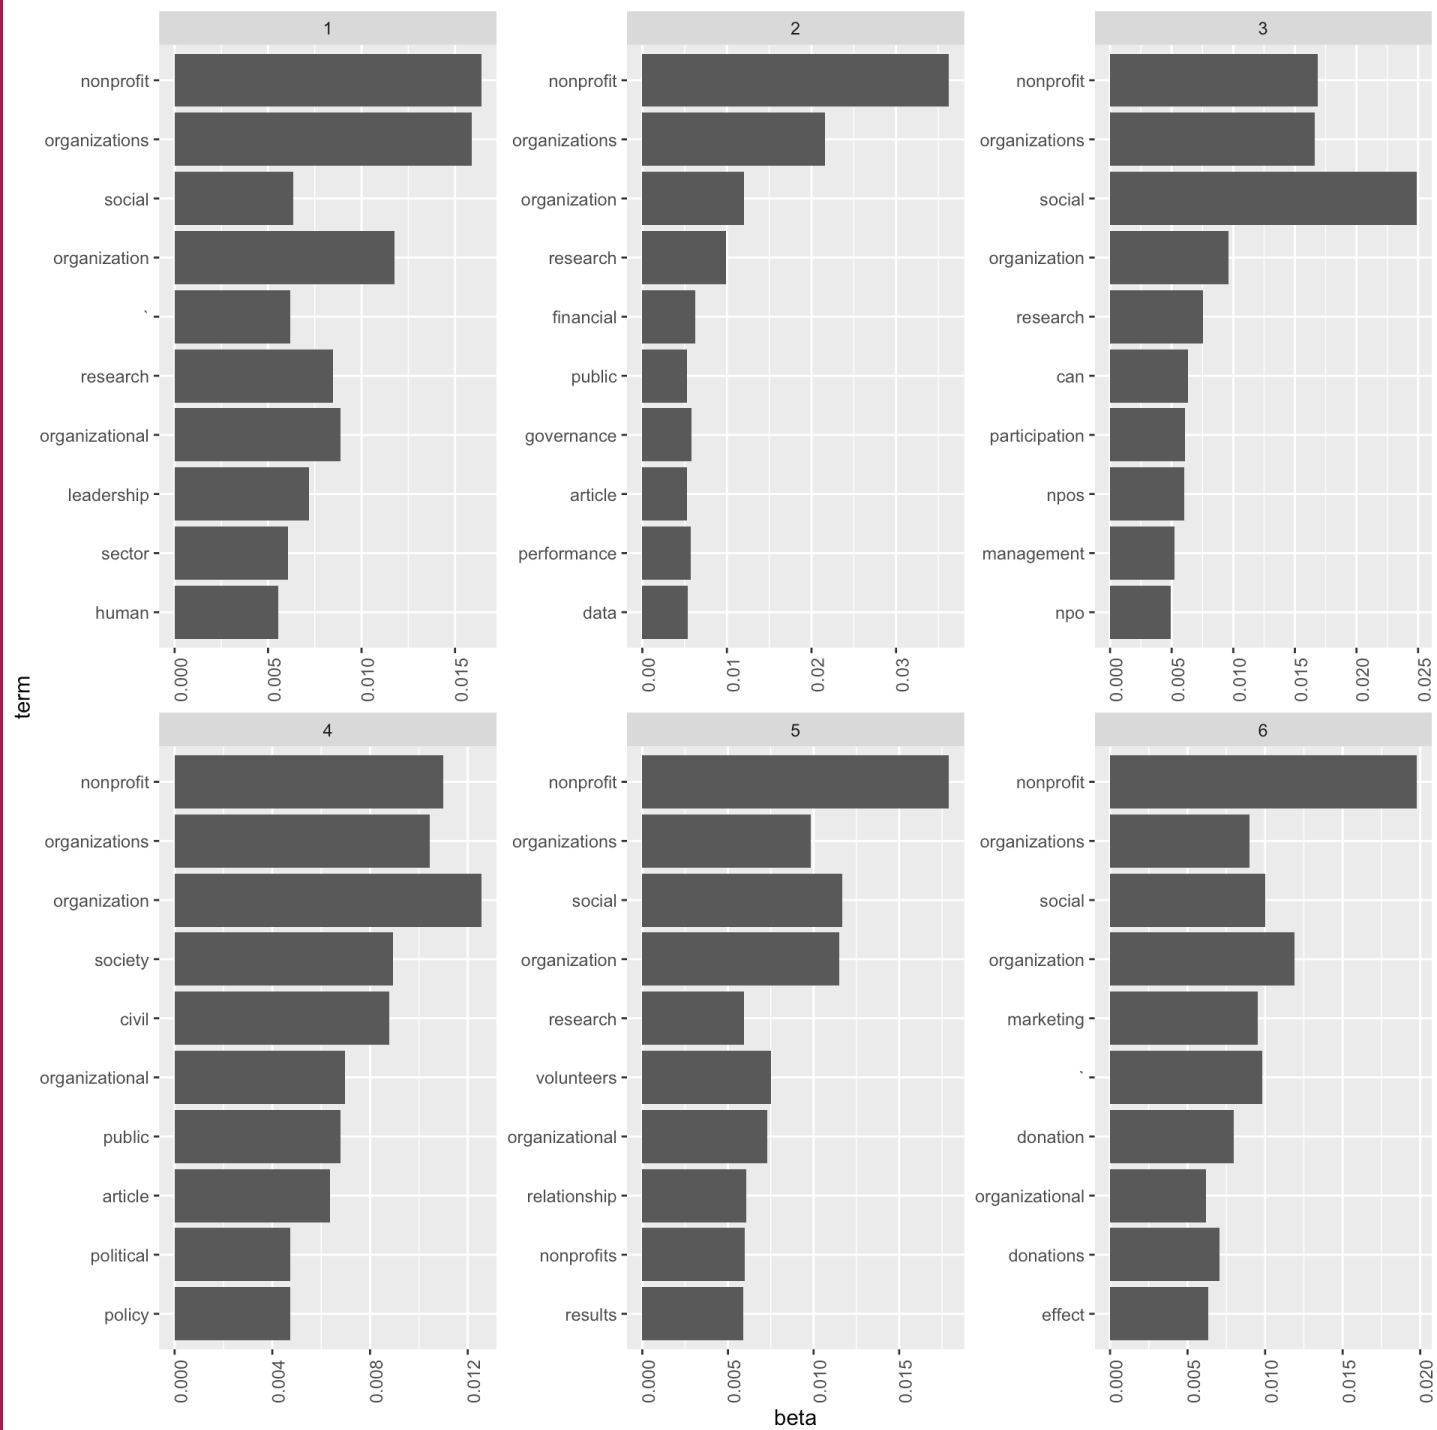 1
nonprofit
organizations
social
organization
`
research
organizational
leadership
sector
human
0.000 0.005 0.010 0.015
2
nonprofit
organizations
organization
research
financial
public
governance
article
performance
data
0.00 0.01 0.02 0.03
3
nonprofit
organizations
social
organization
research
can
participation
npos
management
npo
0.000 0.005 0.010 0.015 0.020 0.025
term
4
nonprofit
organizations
organization
society
civil
organizational
public
article
political
policy
0.000 0.004 0.008 0.012
5
nonprofit
organizations
social
organization
research
volunteers
organizational
relationship
nonprofits
results
0.000 0.005 0.010 0.015
6
nonprofit
organizations
social
organization
marketing
`
donation
organizational
donations
effect
0.000 0.005 0.010 0.015 0.020
beta